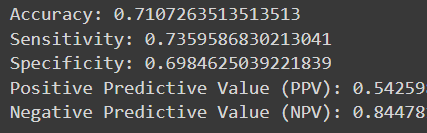 Accuracy: 0.7107263513513513
Sensitivity: 0.7359586830213041
Specificity: 0.6984625039221839
Positive Predictive Value (PPV): 0.54259
Negative Predictive Value (NPV): 0.84478